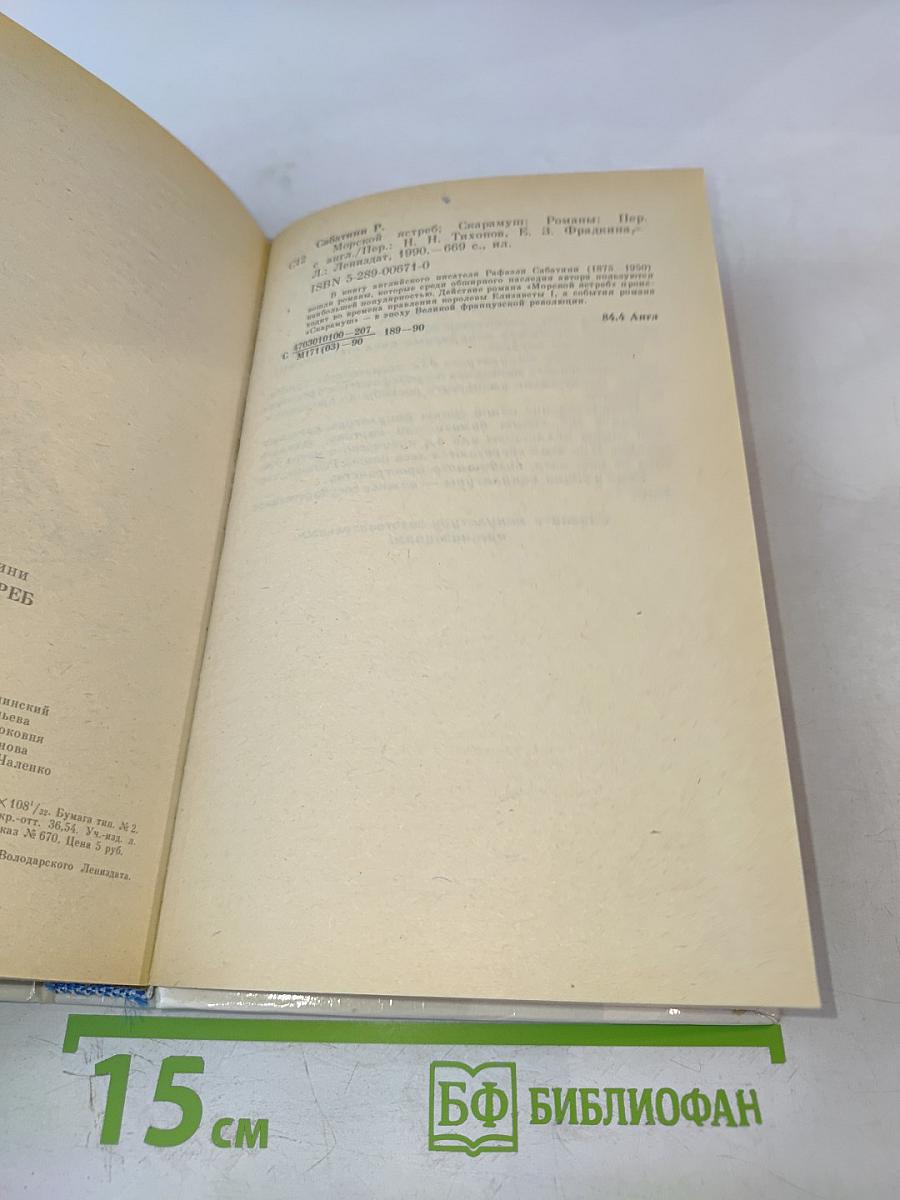 ини
РЕБ
инский
ьева
оковня
нова
Чаленко
×108¹/₃₂. Бумага тип. № 2.
кр.-отт. 36,54. Уч.-изд. л.
каз № 670. Цена 5 руб.
Володарского Лениздата.
Сабатини Р.
С12 Морской ястреб; Скарамуш: Романы: Пер.
с англ./Пер.: Н. Н. Тихонов, Е. З. Фрадкина,—
Л.: Лениздат, 1990.—669 с., ил.
ISBN 5-289-00671-0
В книгу английского писателя Рафаэля Сабатини (1875—1950)
вошли романы, которые среди обширного наследия автора пользуются
наибольшей популярностью. Действие романа «Морской ястреб» проис-
ходит во времена правления королевы Елизаветы I, а события романа
«Скарамуш» — в эпоху Великой французской революции.
С 4703010100—207 189—90
М171(03)—90
84.4 Англ
15 см
БФ БИБЛИОФАН